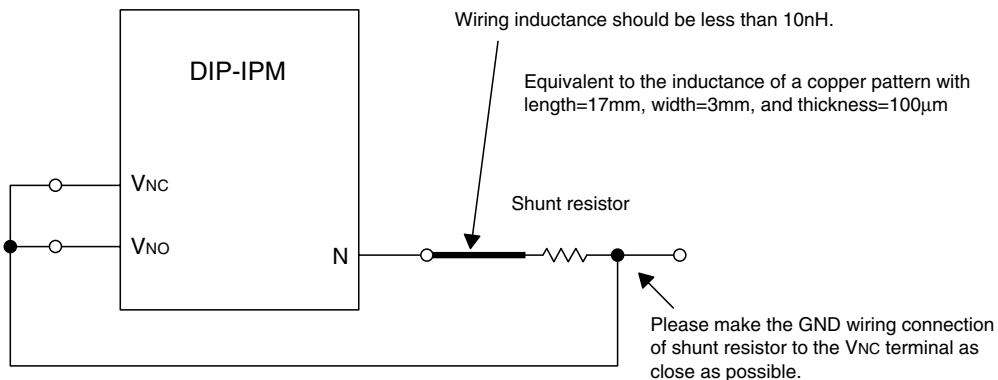 Wiring inductance should be less than 10nH.
DIP-IPM
Equivalent to the inductance of a copper pattern with
length=17mm, width=3mm, and thickness=100μm
VNC
Shunt resistor
VNO
N
Please make the GND wiring connection
of shunt resistor to the VNC terminal as
close as possible.